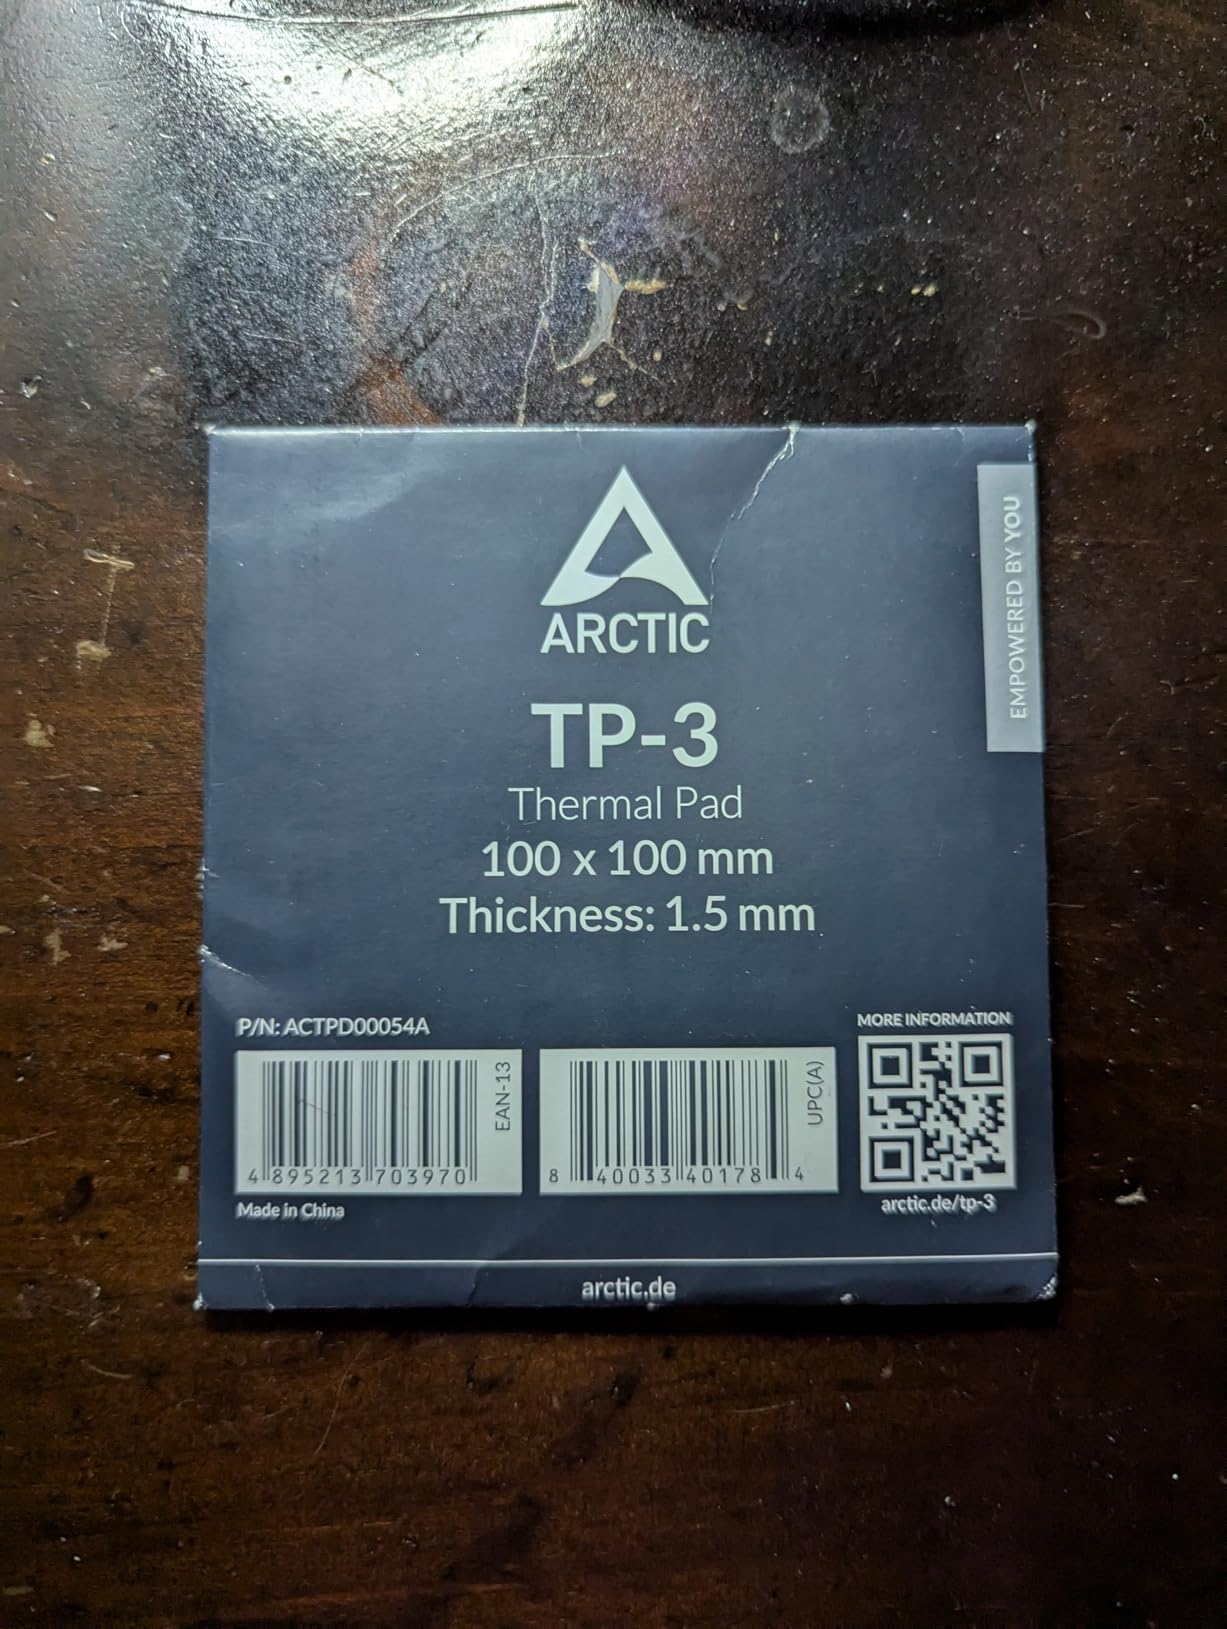 ARCTIC
EMPOWERED BY YOU
TP-3
Thermal Pad
100 x 100 mm
Thickness: 1.5 mm
P/N: ACTPD00054A
EAN-13
4 895213 703970
Made in China
UPC(A)
8 40033 40178 4
MORE INFORMATION
arctic.de/tp-3
arctic.de